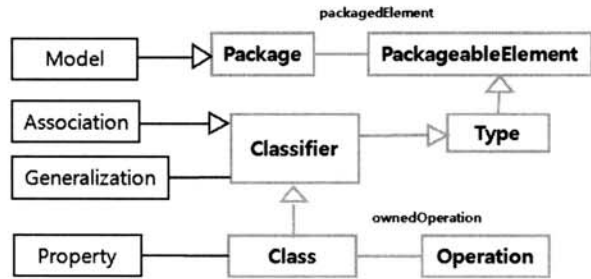 packagedElement
Model
Package
PackageableElement
Association
Classifier
Type
Generalization
ownedOperation
Property
Class
Operation